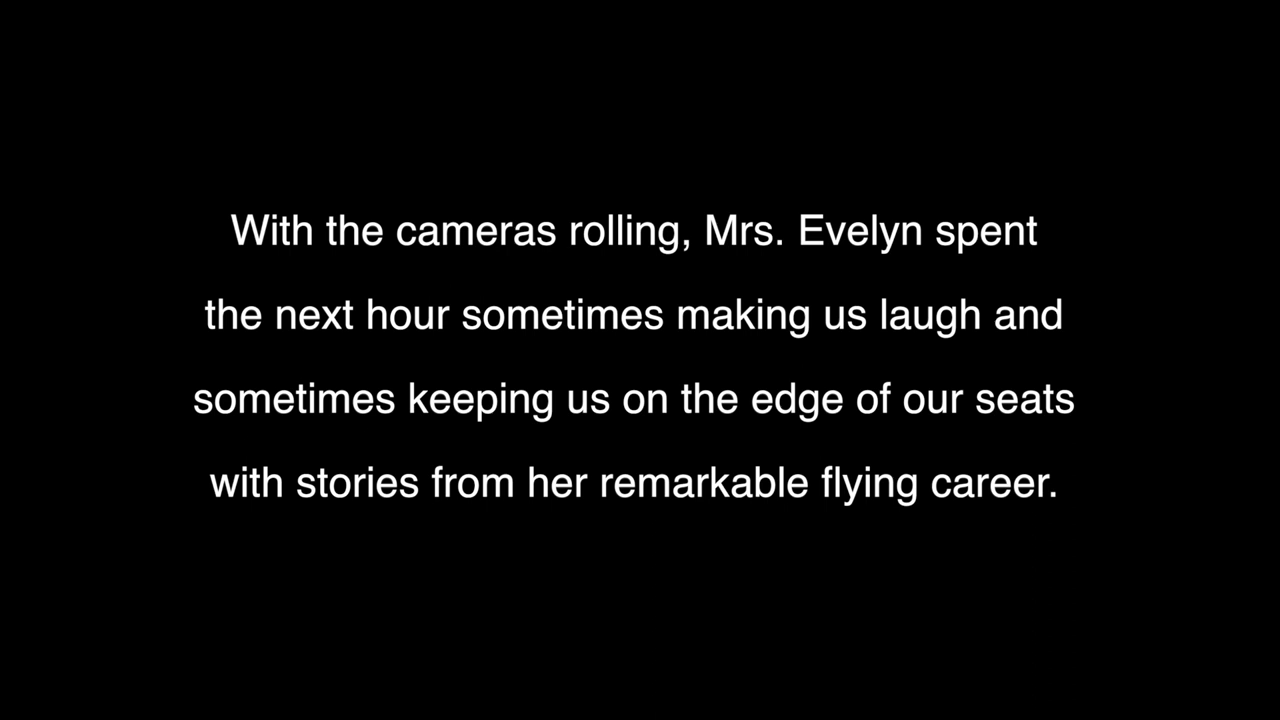 With the cameras rolling, Mrs. Evelyn spent
the next hour sometimes making us laugh and
sometimes keeping us on the edge of our seats
with stories from her remarkable flying career.